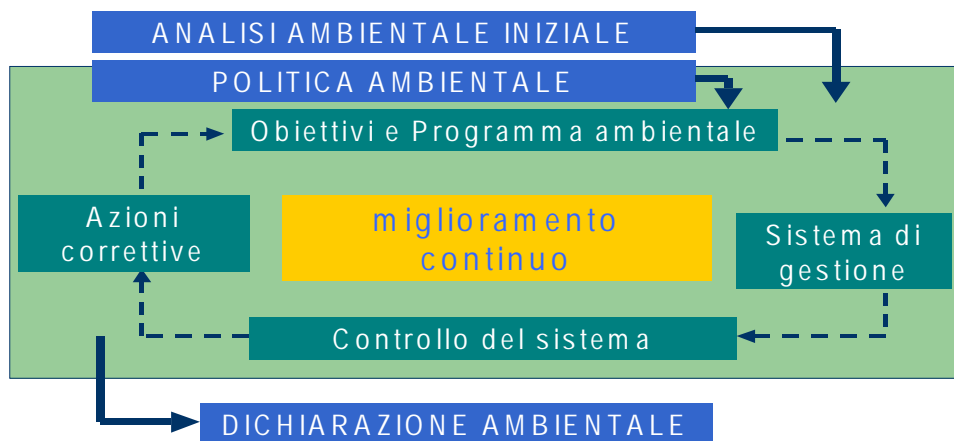 ANALISI AMBIENTALE INIZIALE
POLITICA AMBIENTALE
Obiettivi e Programma ambientale
Azioni
correttive
miglioramento
continuo
Sistema di
gestione
Controllo del sistema
DICHIARAZIONE AMBIENTALE